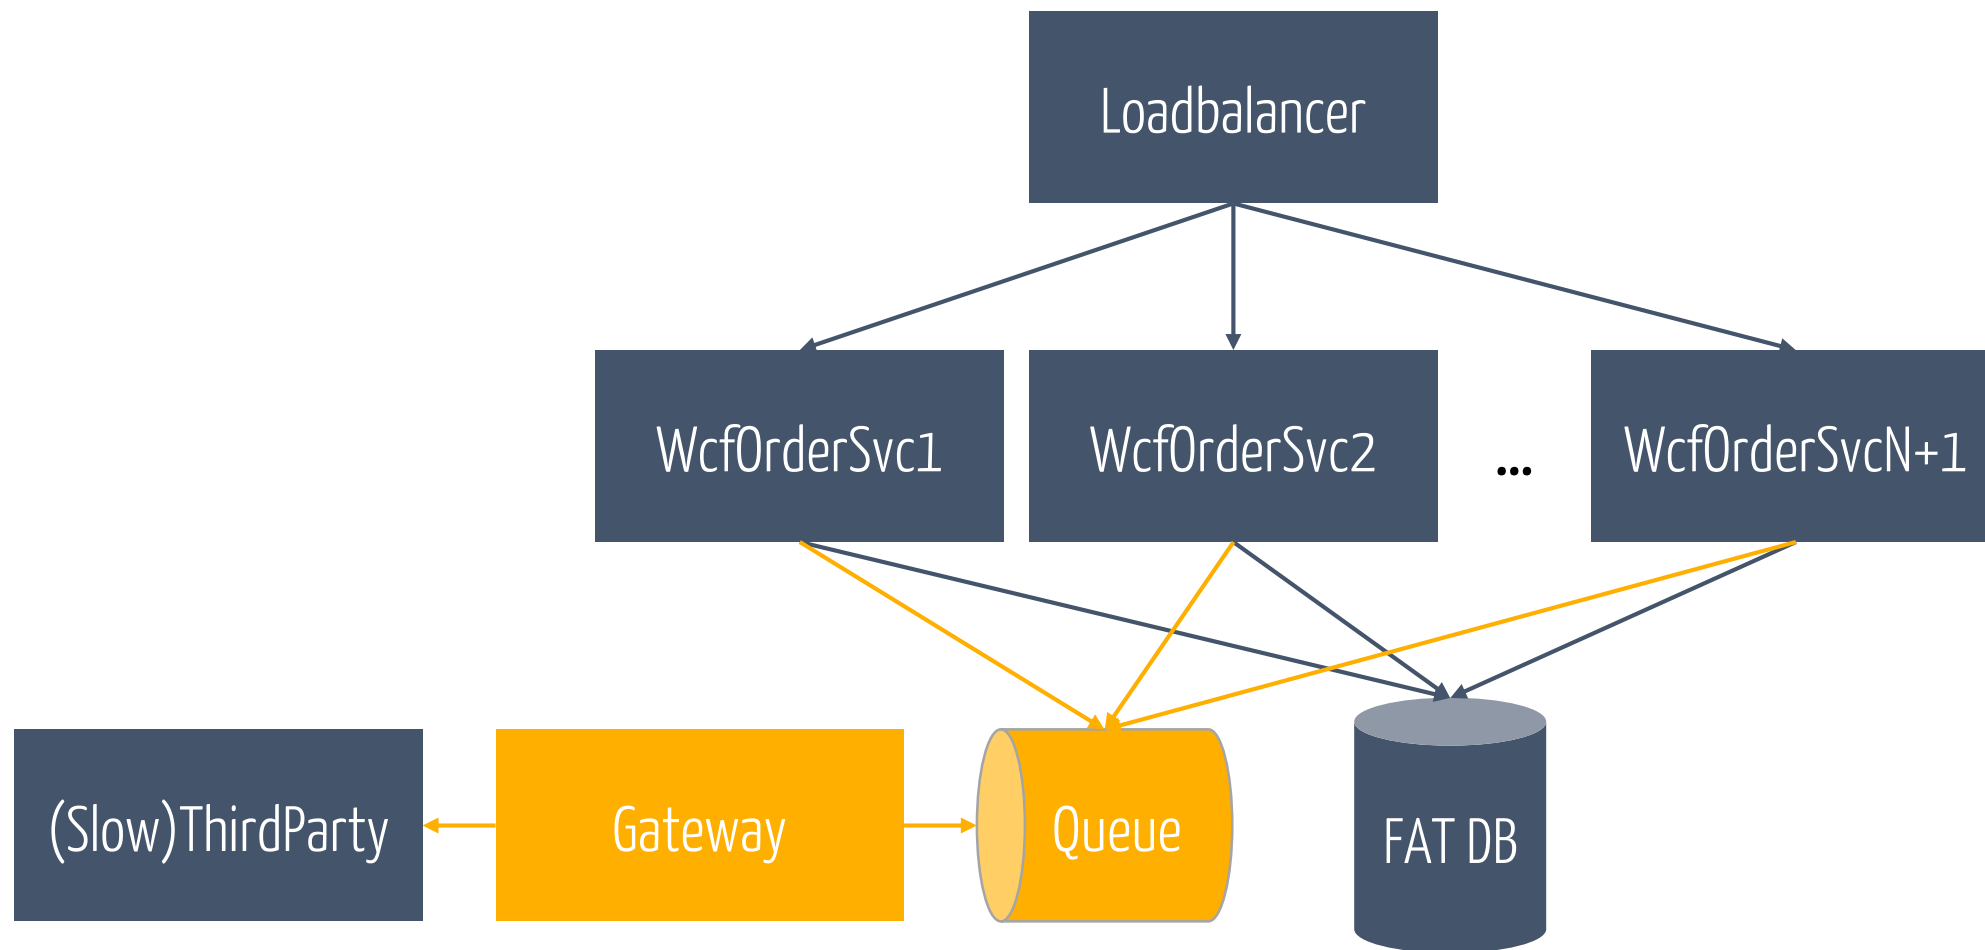 Loadbalancer
WcfOrderSvc1
WcfOrderSvc2
...
WcfOrderSvcN+1
(Slow)ThirdParty
Gateway
Queue
FAT DB